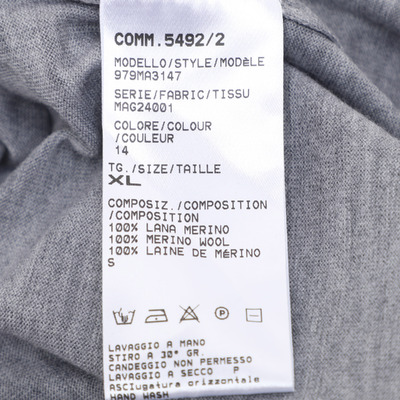 COMM.5492/2
MODELLO/STYLE/MODÈLE
979MA3147
SERIE/FABRIC/TISSU
MAG24001
COLORE/COLOUR
/COULEUR
14
TG./SIZE/TAILLE
XL
COMPOSIZ./COMPOSITION
/COMPOSITION
100% LANA MERINO
100% MERINO WOOL
100% LAINE DE MÉRINO
S
P
LAVAGGIO A MANO
STIRO A 30° GR.
CANDEGGIO NON PERMESSO
LAVAGGIO A SECCO P
Asciugatura orizzontale
HAND WASH